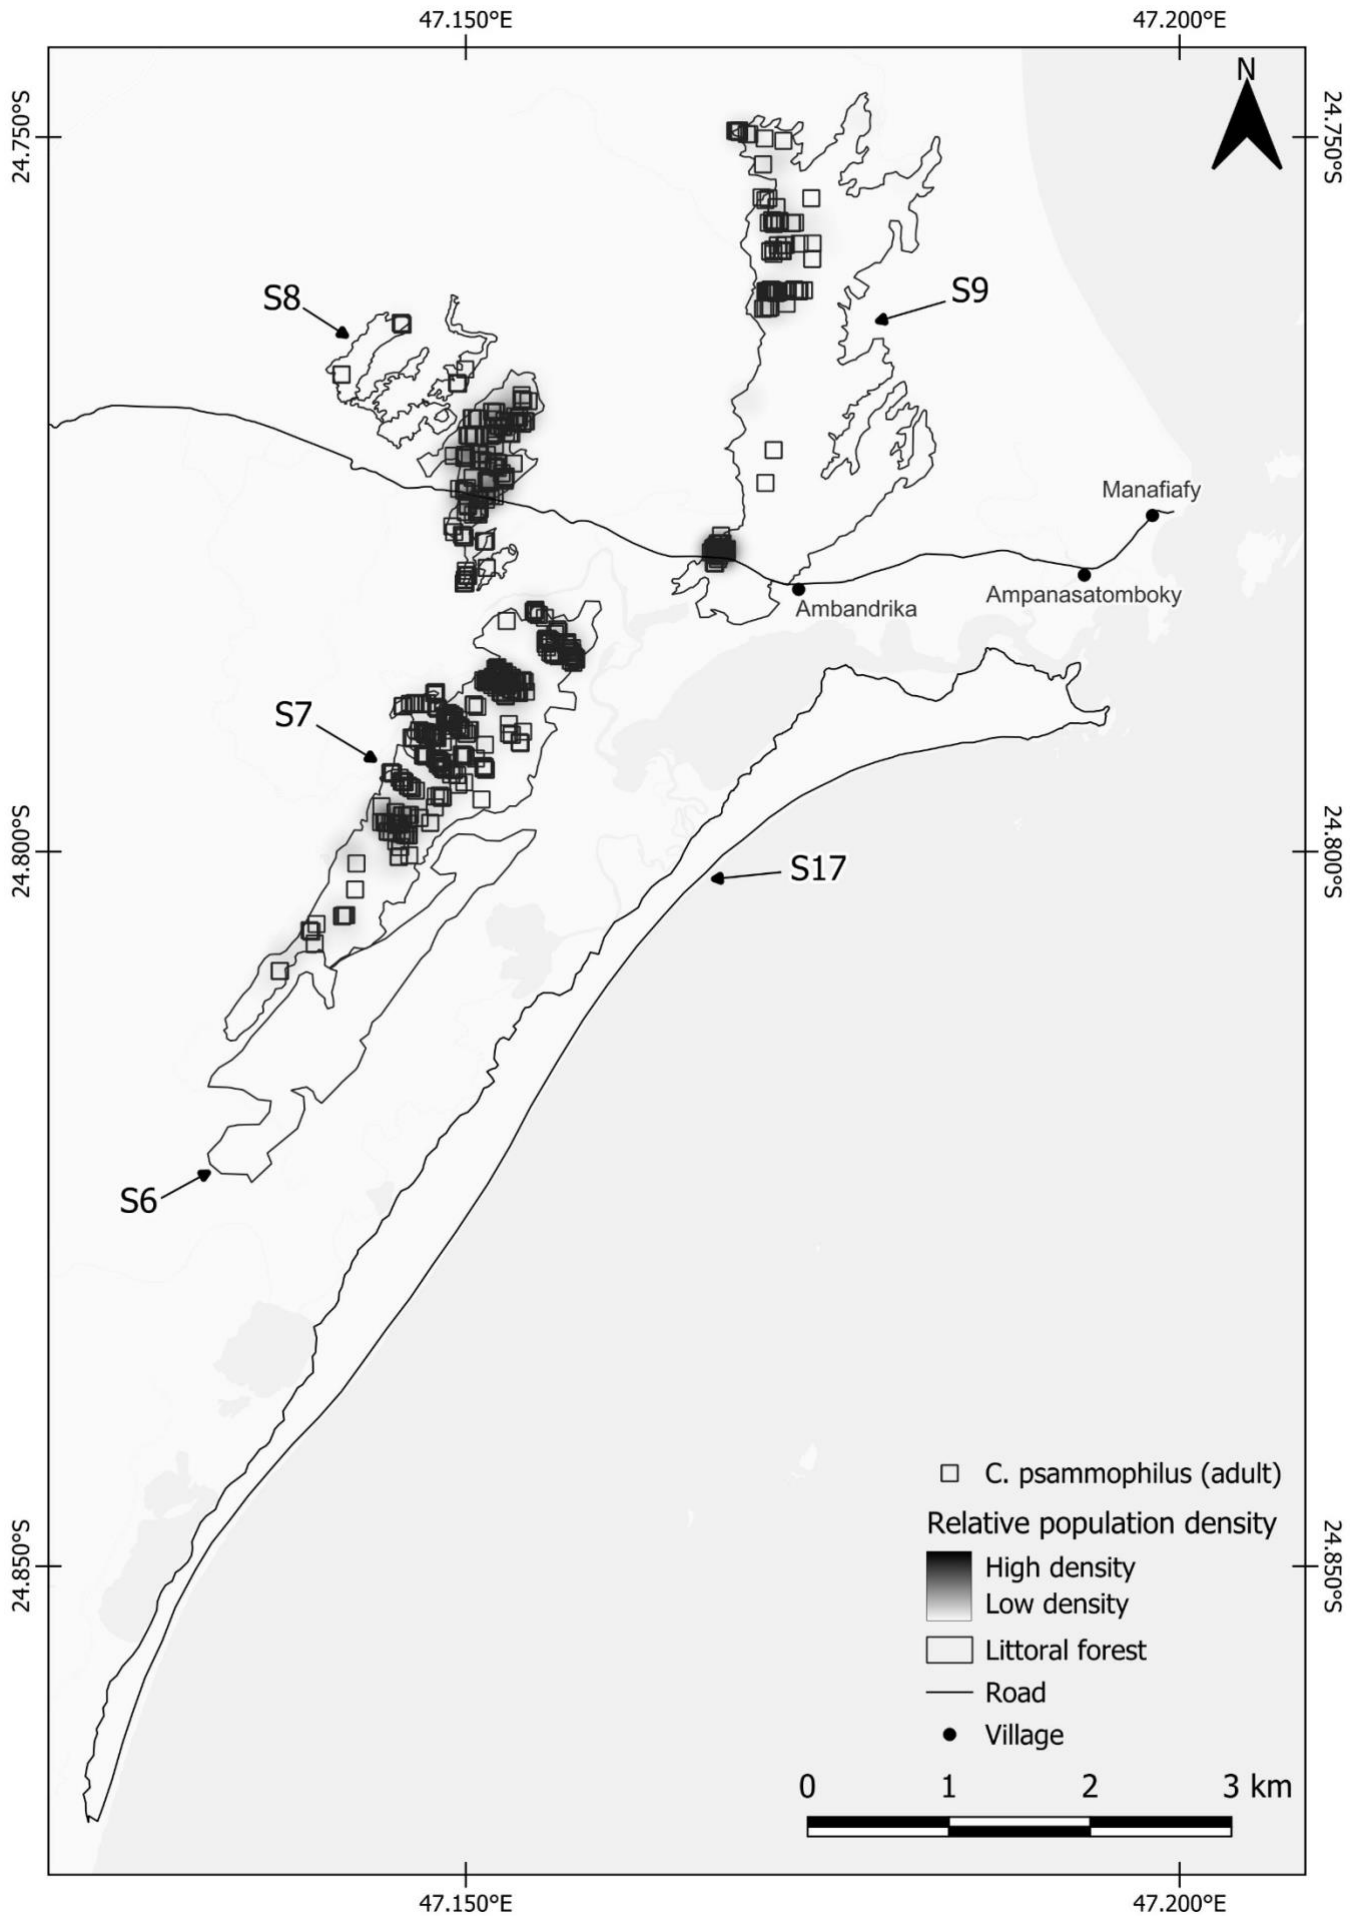 47.150°E
47.200°E
N
24.750°S
24.750°S
S8
S9
Manafiafy
Ampanasatomboky
Ambandrika
S7
24.800°S
24.800°S
S17
S6
C. psammophilus (adult)
Relative population density
High density
Low density
24.850°S
24.850°S
Littoral forest
Road
Village
0 1 2 3 km
47.150°E
47.200°E